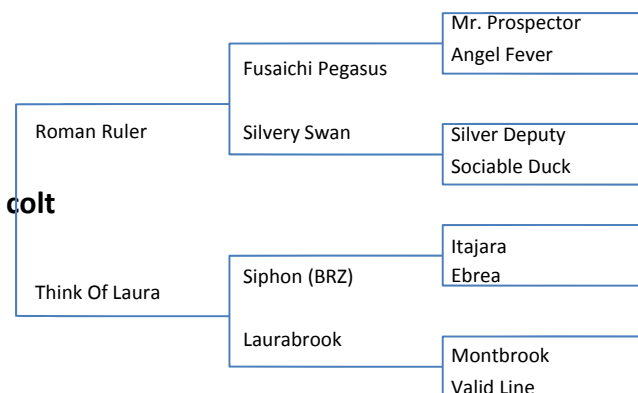 Mr. Prospector
Angel Fever
Fusaichi Pegasus
Roman Ruler
Silvery Swan
Silver Deputy
Sociable Duck
colt
Itajara
Ebrea
Siphon (BRZ)
Think Of Laura
Laurabrook
Montbrook
Valid Line